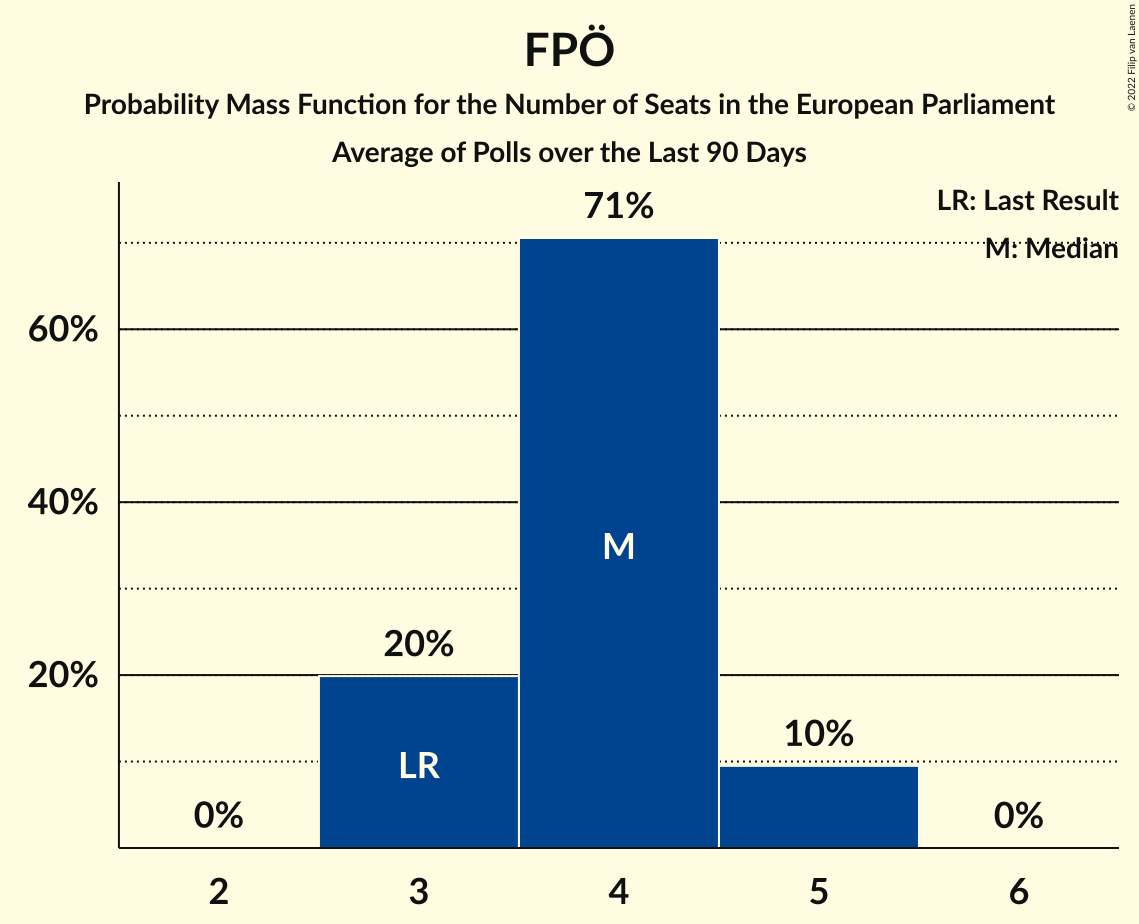 FPÖ
Probability Mass Function for the Number of Seats in the European Parliament
Average of Polls over the Last 90 Days
© 2022 Filip van Laenen
LR: Last Result
M: Median
71%
60%
40%
M
20%
20%
LR
10%
0%
0%
2
3
4
5
6